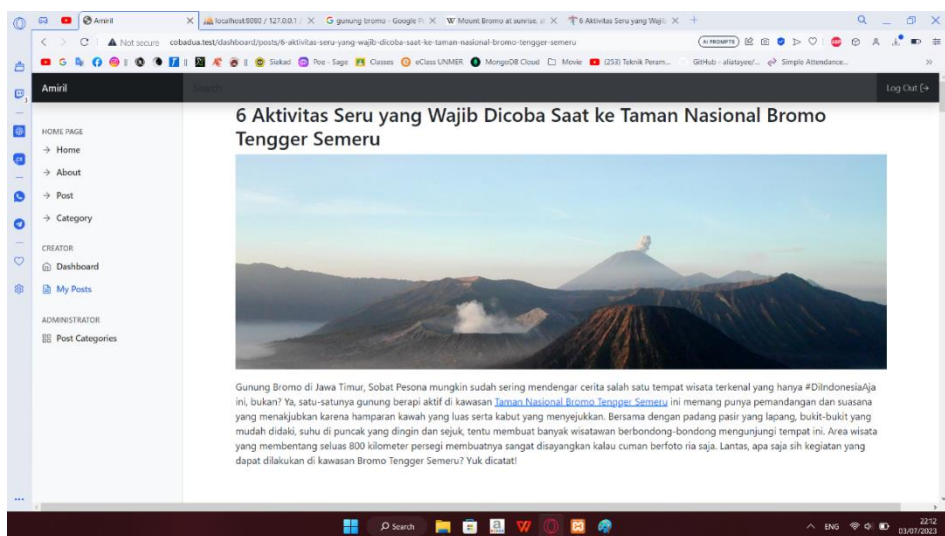 Amiril
localhost:8080 / 127.0.0.1 /
gunung bromo - Google
Mount Bromo at sunrise,
6 Aktivitas Seru yang Wajib
Not secure cobadua.test/dashboard/posts/6-aktivitas-seru-yang-wajib-dicoba-saat-ke-taman-nasional-bromo-tengger-semeru
AI PROMPTS
Siakad
Poe - Sage
Classes
eClass UNMER
MongoDB Cloud
Movie
(253) Teknik Peram...
GitHub - aliatayee/...
Simple Attendance...
Amiril
Search
Log Out
HOME PAGE
Home
About
Post
Category
CREATOR
Dashboard
My Posts
ADMINISTRATOR
Post Categories
6 Aktivitas Seru yang Wajib Dicoba Saat ke Taman Nasional Bromo
Tengger Semeru
Gunung Bromo di Jawa Timur, Sobat Pesona mungkin sudah sering mendengar cerita salah satu tempat wisata terkenal yang hanya #DiIndonesiaAja
ini, bukan? Ya, satu-satunya gunung berapi aktif di kawasan Taman Nasional Bromo Tengger Semeru ini memang punya pemandangan dan suasana
yang menakjubkan karena hamparan kawah yang luas serta kabut yang menyejukkan. Bersama dengan padang pasir yang lapang, bukit-bukit yang
mudah didaki, suhu di puncak yang dingin dan sejuk, tentu membuat banyak wisatawan berbondong-bondong mengunjungi tempat ini. Area wisata
yang membentang seluas 800 kilometer persegi membuatnya sangat disayangkan kalau cuman berfoto ria saja. Lantas, apa saja sih kegiatan yang
dapat dilakukan di kawasan Bromo Tengger Semeru? Yuk dicatat!
Search
ENG
22:12
03/07/2023